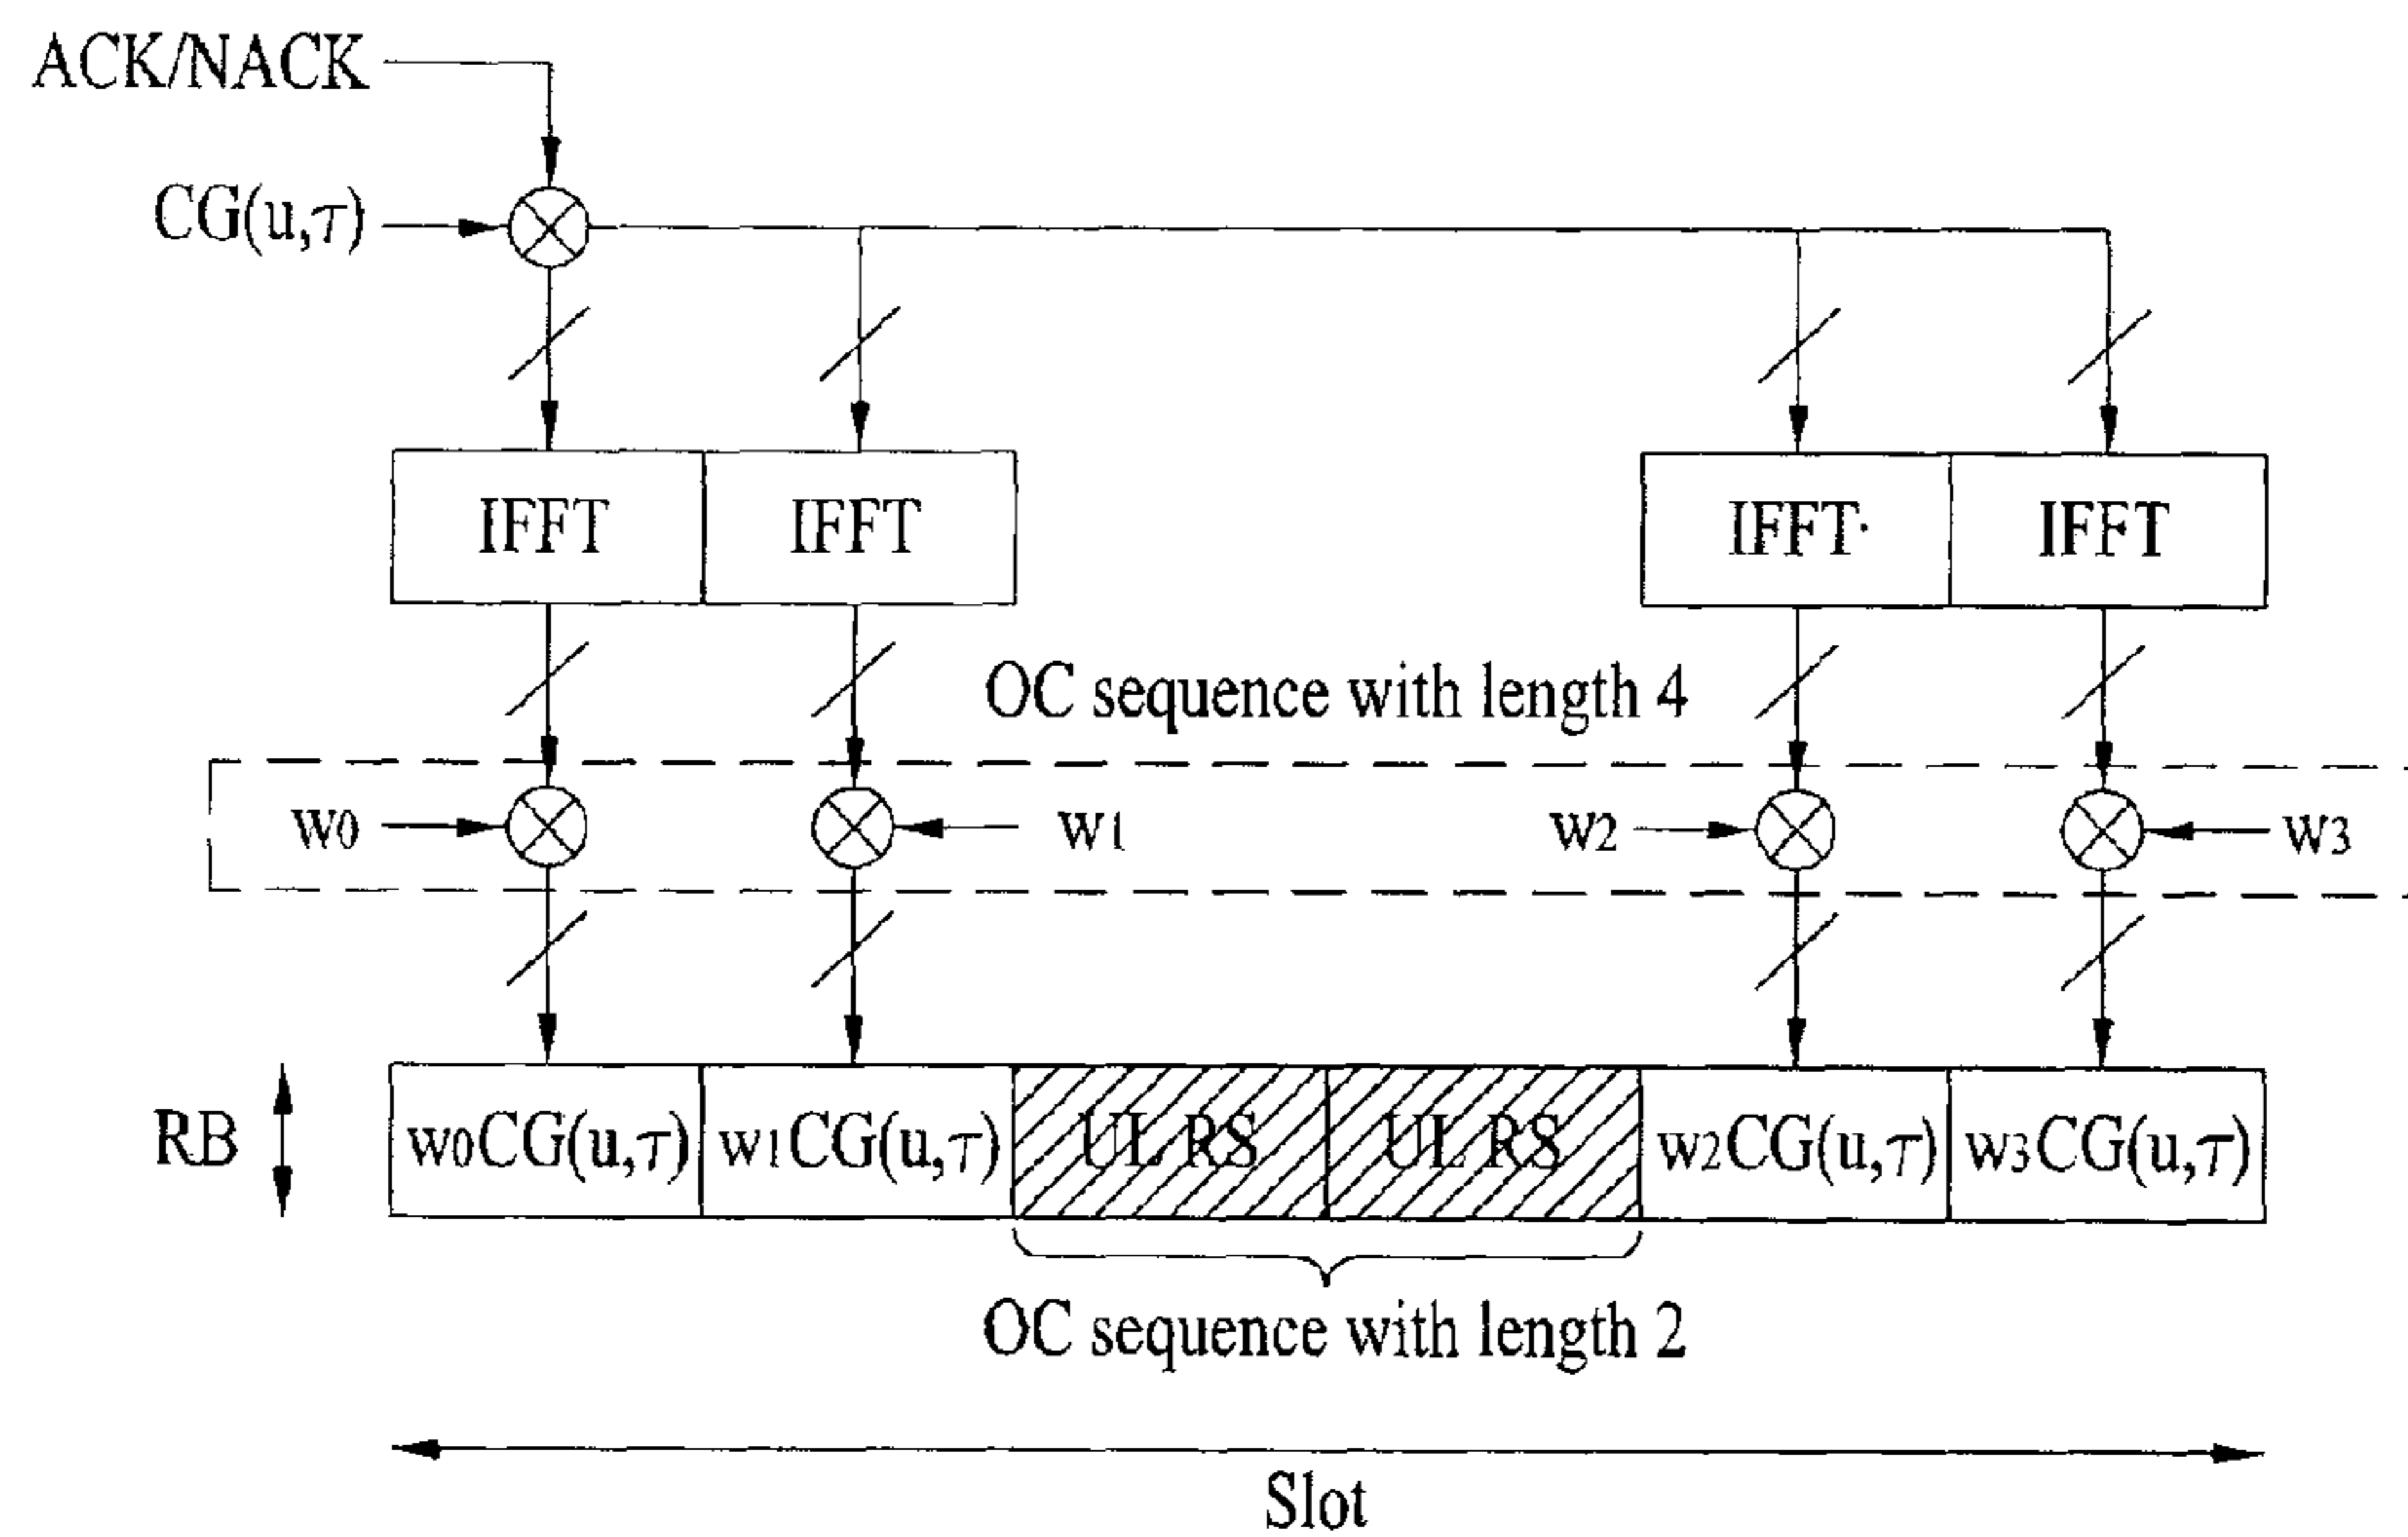 ACK/NACK
CG(u,τ)
IFFT IFFT IFFT IFFT
OC sequence with length 4
w0 w1 w2 w3
RB w0CG(u,τ) w1CG(u,τ) UL RS UL RS w2CG(u,τ) w3CG(u,τ)
OC sequence with length 2
Slot